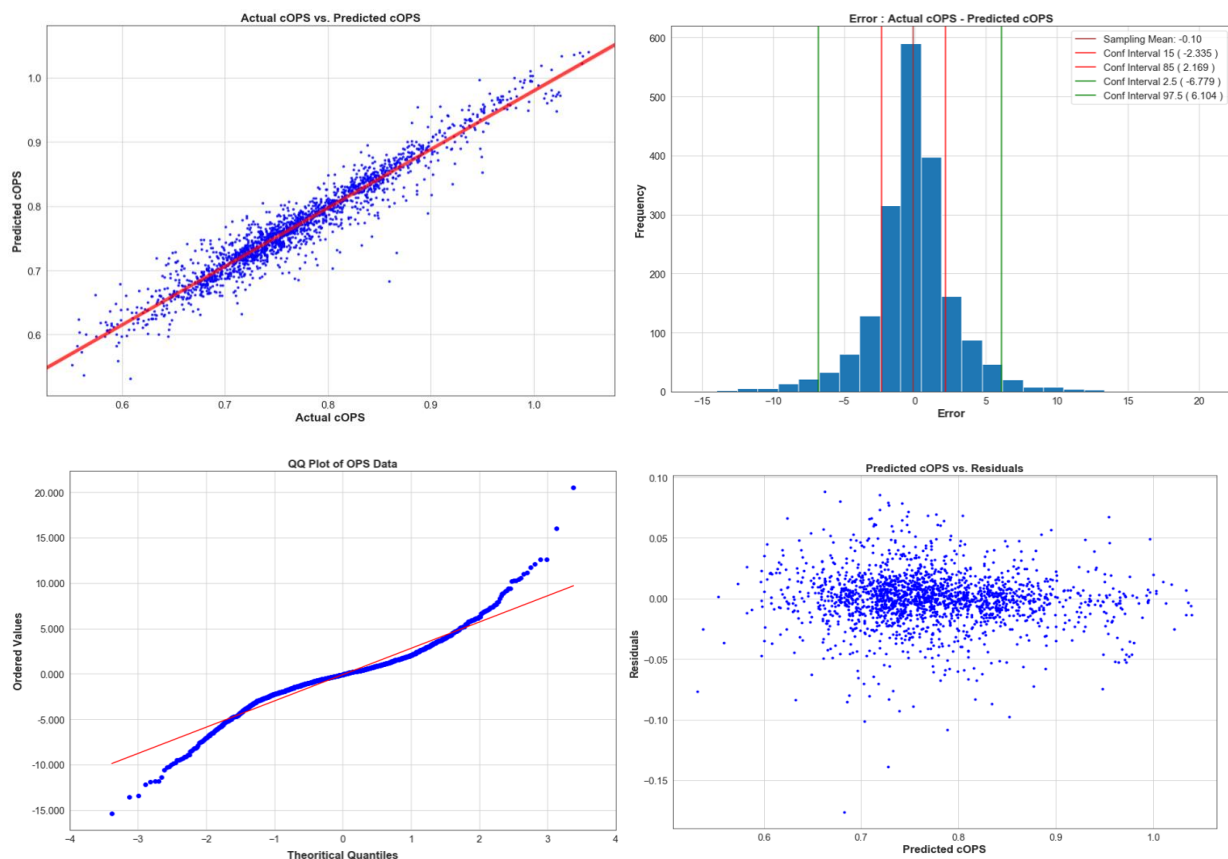 Actual cOPS vs. Predicted cOPS
Predicted cOPS
1.0
0.9
0.8
0.7
0.6
0.6 0.7 0.8 0.9 1.0
Actual cOPS
Error : Actual cOPS - Predicted cOPS
Sampling Mean: -0.10
Conf Interval 15 ( -2.335 )
Conf Interval 85 ( 2.169 )
Conf Interval 2.5 ( -6.779 )
Conf Interval 97.5 ( 6.104 )
Frequency
600
500
400
300
200
100
0
−15 −10 −5 0 5 10 15 20
Error
QQ Plot of OPS Data
Ordered Values
20.000
15.000
10.000
5.000
0.000
-5.000
-10.000
-15.000
−4 −3 −2 −1 0 1 2 3 4
Theoritical Quantiles
Predicted cOPS vs. Residuals
Residuals
0.10
0.05
0.00
−0.05
−0.10
−0.15
0.6 0.7 0.8 0.9 1.0
Predicted cOPS